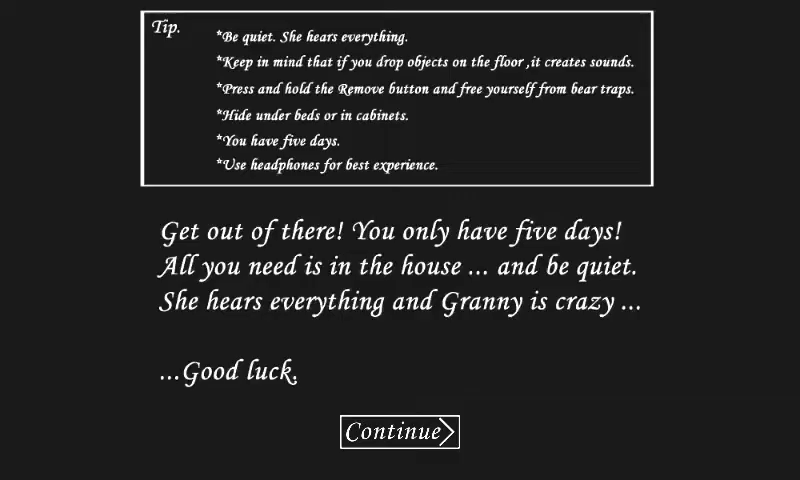 Tip.
*Be quiet. She hears everything.
*Keep in mind that if you drop objects on the floor ,it creates sounds.
*Press and hold the Remove button and free yourself from bear traps.
*Hide under beds or in cabinets.
*You have five days.
*Use headphones for best experience.
Get out of there! You only have five days!
All you need is in the house ... and be quiet.
She hears everything and Granny is crazy ...
...Good luck.
Continue